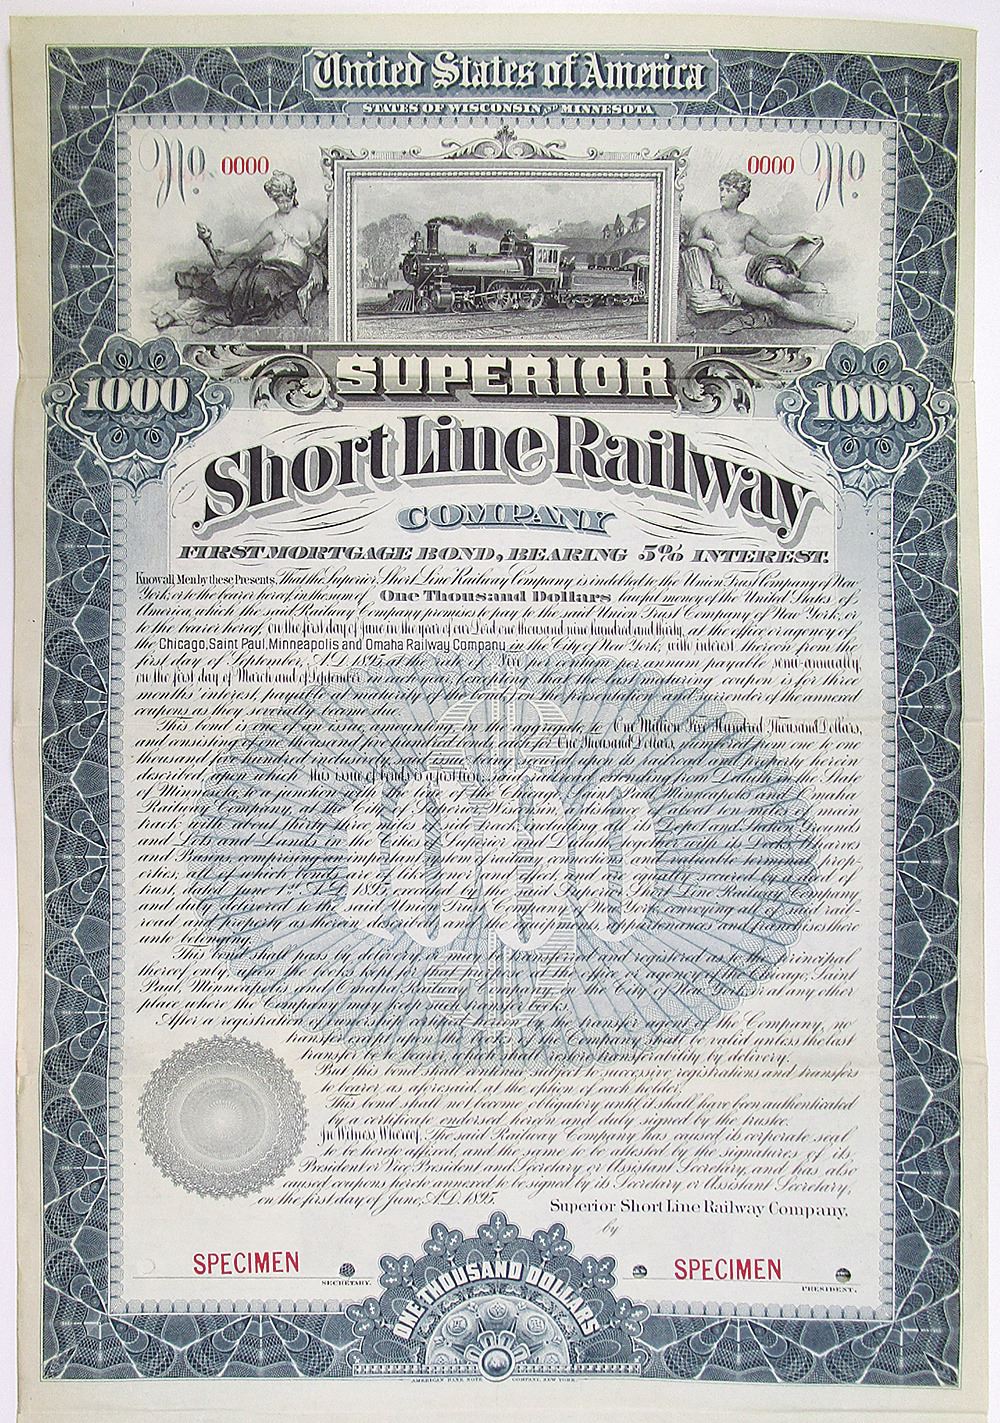 United States of America
STATES OF WISCONSIN AND MINNESOTA
No. 0000
0000 No
SUPERIOR
1000
1000
Short Line Railway
COMPANY
FIRST MORTGAGE BOND, BEARING 5% INTEREST.
Know all Men by these Presents, That the Superior Short Line Railway Company is indebted to the Union Trust Company of New
York, or to the bearer hereof, in the sum of One Thousand Dollars lawful money of the United States of
America, which the said Railway Company promises to pay to the said Union Trust Company of New York, or
to the bearer hereof, on the first day of June in the year of our Lord one thousand nine hundred and thirty, at the office or agency of
the Chicago, Saint Paul, Minneapolis and Omaha Railway Company in the City of New York, with interest thereon from the
first day of September, A.D. 1895, at the rate of Five per centum per annum payable semi-annually,
on the first day of March and of September in each year, (excepting that the last maturing coupon is for three
months' interest, payable at maturity of the bond,) on the presentation and surrender of the annexed
coupons as they severally become due.
This bond is one of an issue, amounting, in the aggregate, to One Million Five Hundred Thousand Dollars,
and consisting of one thousand five hundred bonds, each for One Thousand Dollars, numbered from one to one
thousand five hundred inclusively, said issue being secured upon its railroad and property herein
described, upon which this issue of bonds is a first lien, said railroad extending from Duluth in the State
of Minnesota, to a junction with the line of the Chicago, Saint Paul, Minneapolis and Omaha
Railway Company, at the City of Superior, Wisconsin, a distance of about ten miles of main
track, with about thirty three miles of side track, including all its Depot and Station Grounds
and Lots and Lands in the Cities of Superior and Duluth, together with its Docks, Wharves
and Basins, comprising an important system of railway connections, and valuable terminal prop-
erties; all of which bonds are of like tenor and effect, and are equally secured by a deed of
trust, dated June 1st A.D. 1895, executed by the said Superior Short Line Railway Company
and duly delivered to the said Union Trust Company of New York, conveying all of said rail-
road and property as therein described and the equipments, appurtenances and franchises there
unto belonging.
This bond shall pass by delivery, or may be transferred and registered as to the principal
thereof only, upon the books kept for that purpose at the office or agency of the Chicago, Saint
Paul, Minneapolis and Omaha Railway Company, in the City of New York, or at any other
place where the Company may keep such transfer books.
After a registration of ownership certified hereon by the transfer agent of the Company, no
transfer except upon the books of the Company shall be valid unless the last
transfer be to bearer, which shall restore transferability by delivery.
But this bond shall continue subject to successive registrations and transfers
to bearer as aforesaid, at the option of each holder.
This bond shall not become obligatory until it shall have been authenticated
by a certificate endorsed hereon and duly signed by the trustee.
In Witness Whereof, The said Railway Company has caused its corporate seal
to be hereto affixed, and the same to be attested by the signatures of its
President or Vice President and Secretary or Assistant Secretary, and has also
caused coupons hereto annexed to be signed by its Secretary or Assistant Secretary,
on the first day of June, A.D. 1895.
Superior Short Line Railway Company,
by
SPECIMEN
SECRETARY.
SPECIMEN
PRESIDENT.
ONE THOUSAND DOLLARS
AMERICAN BANK NOTE COMPANY, NEW YORK.
1000